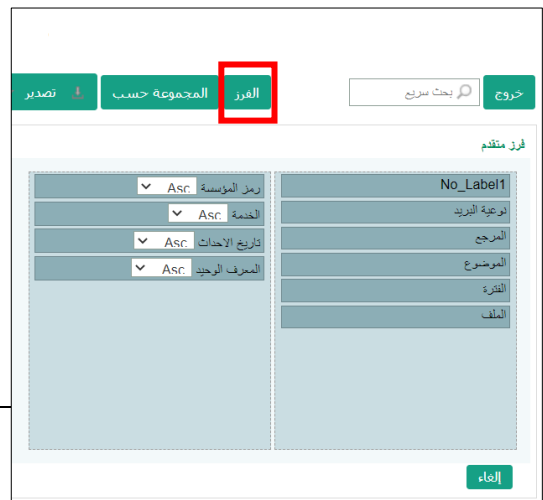 خروج بحث سريع الفرز المجموعة حسب تصدير
فرز متقدم
No_Label1
نوعية البريد
المرجع
الموضوع
الفترة
الملف
رمز المؤسسة Asc
الخدمة Asc
تاريخ الاحداث Asc
المعرف الوحيد Asc
إلغاء